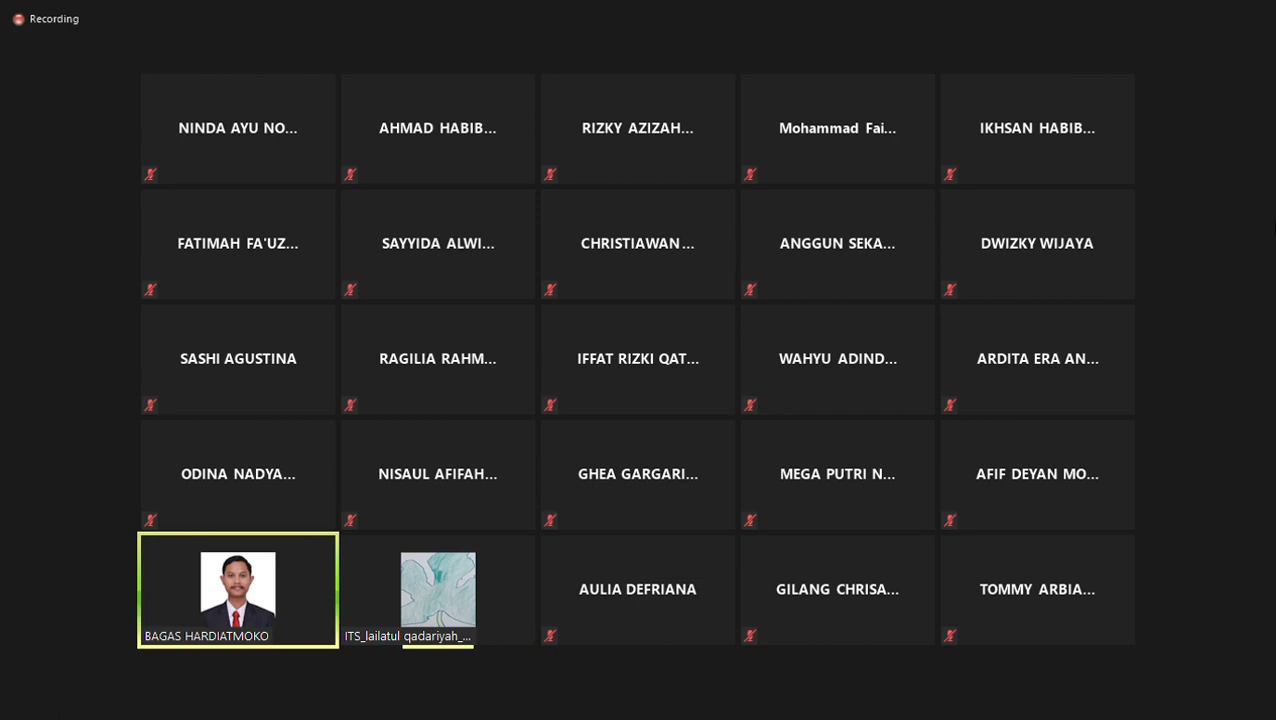 Recording
NINDA AYU NO...
AHMAD HABIB...
RIZKY AZIZAH...
Mohammad Fai...
IKHSAN HABIB...
FATIMAH FA'UZ...
SAYYIDA ALWI...
CHRISTIAWAN...
ANGGUN SEKA...
DWIZKY WIJAYA
SASHI AGUSTINA
RAGILIA RAHM...
IFFAT RIZKI QAT...
WAHYU ADIND...
ARDITA ERA AN...
ODINA NADYA...
NISAUL AFIFAH...
GHEA GARGARI...
MEGA PUTRI N...
AFIF DEYAN MO...
BAGAS HARDIATMOKO
ITS_lailatul qadariyah_...
AULIA DEFRIANA
GILANG CHRISA...
TOMMY ARBIA...